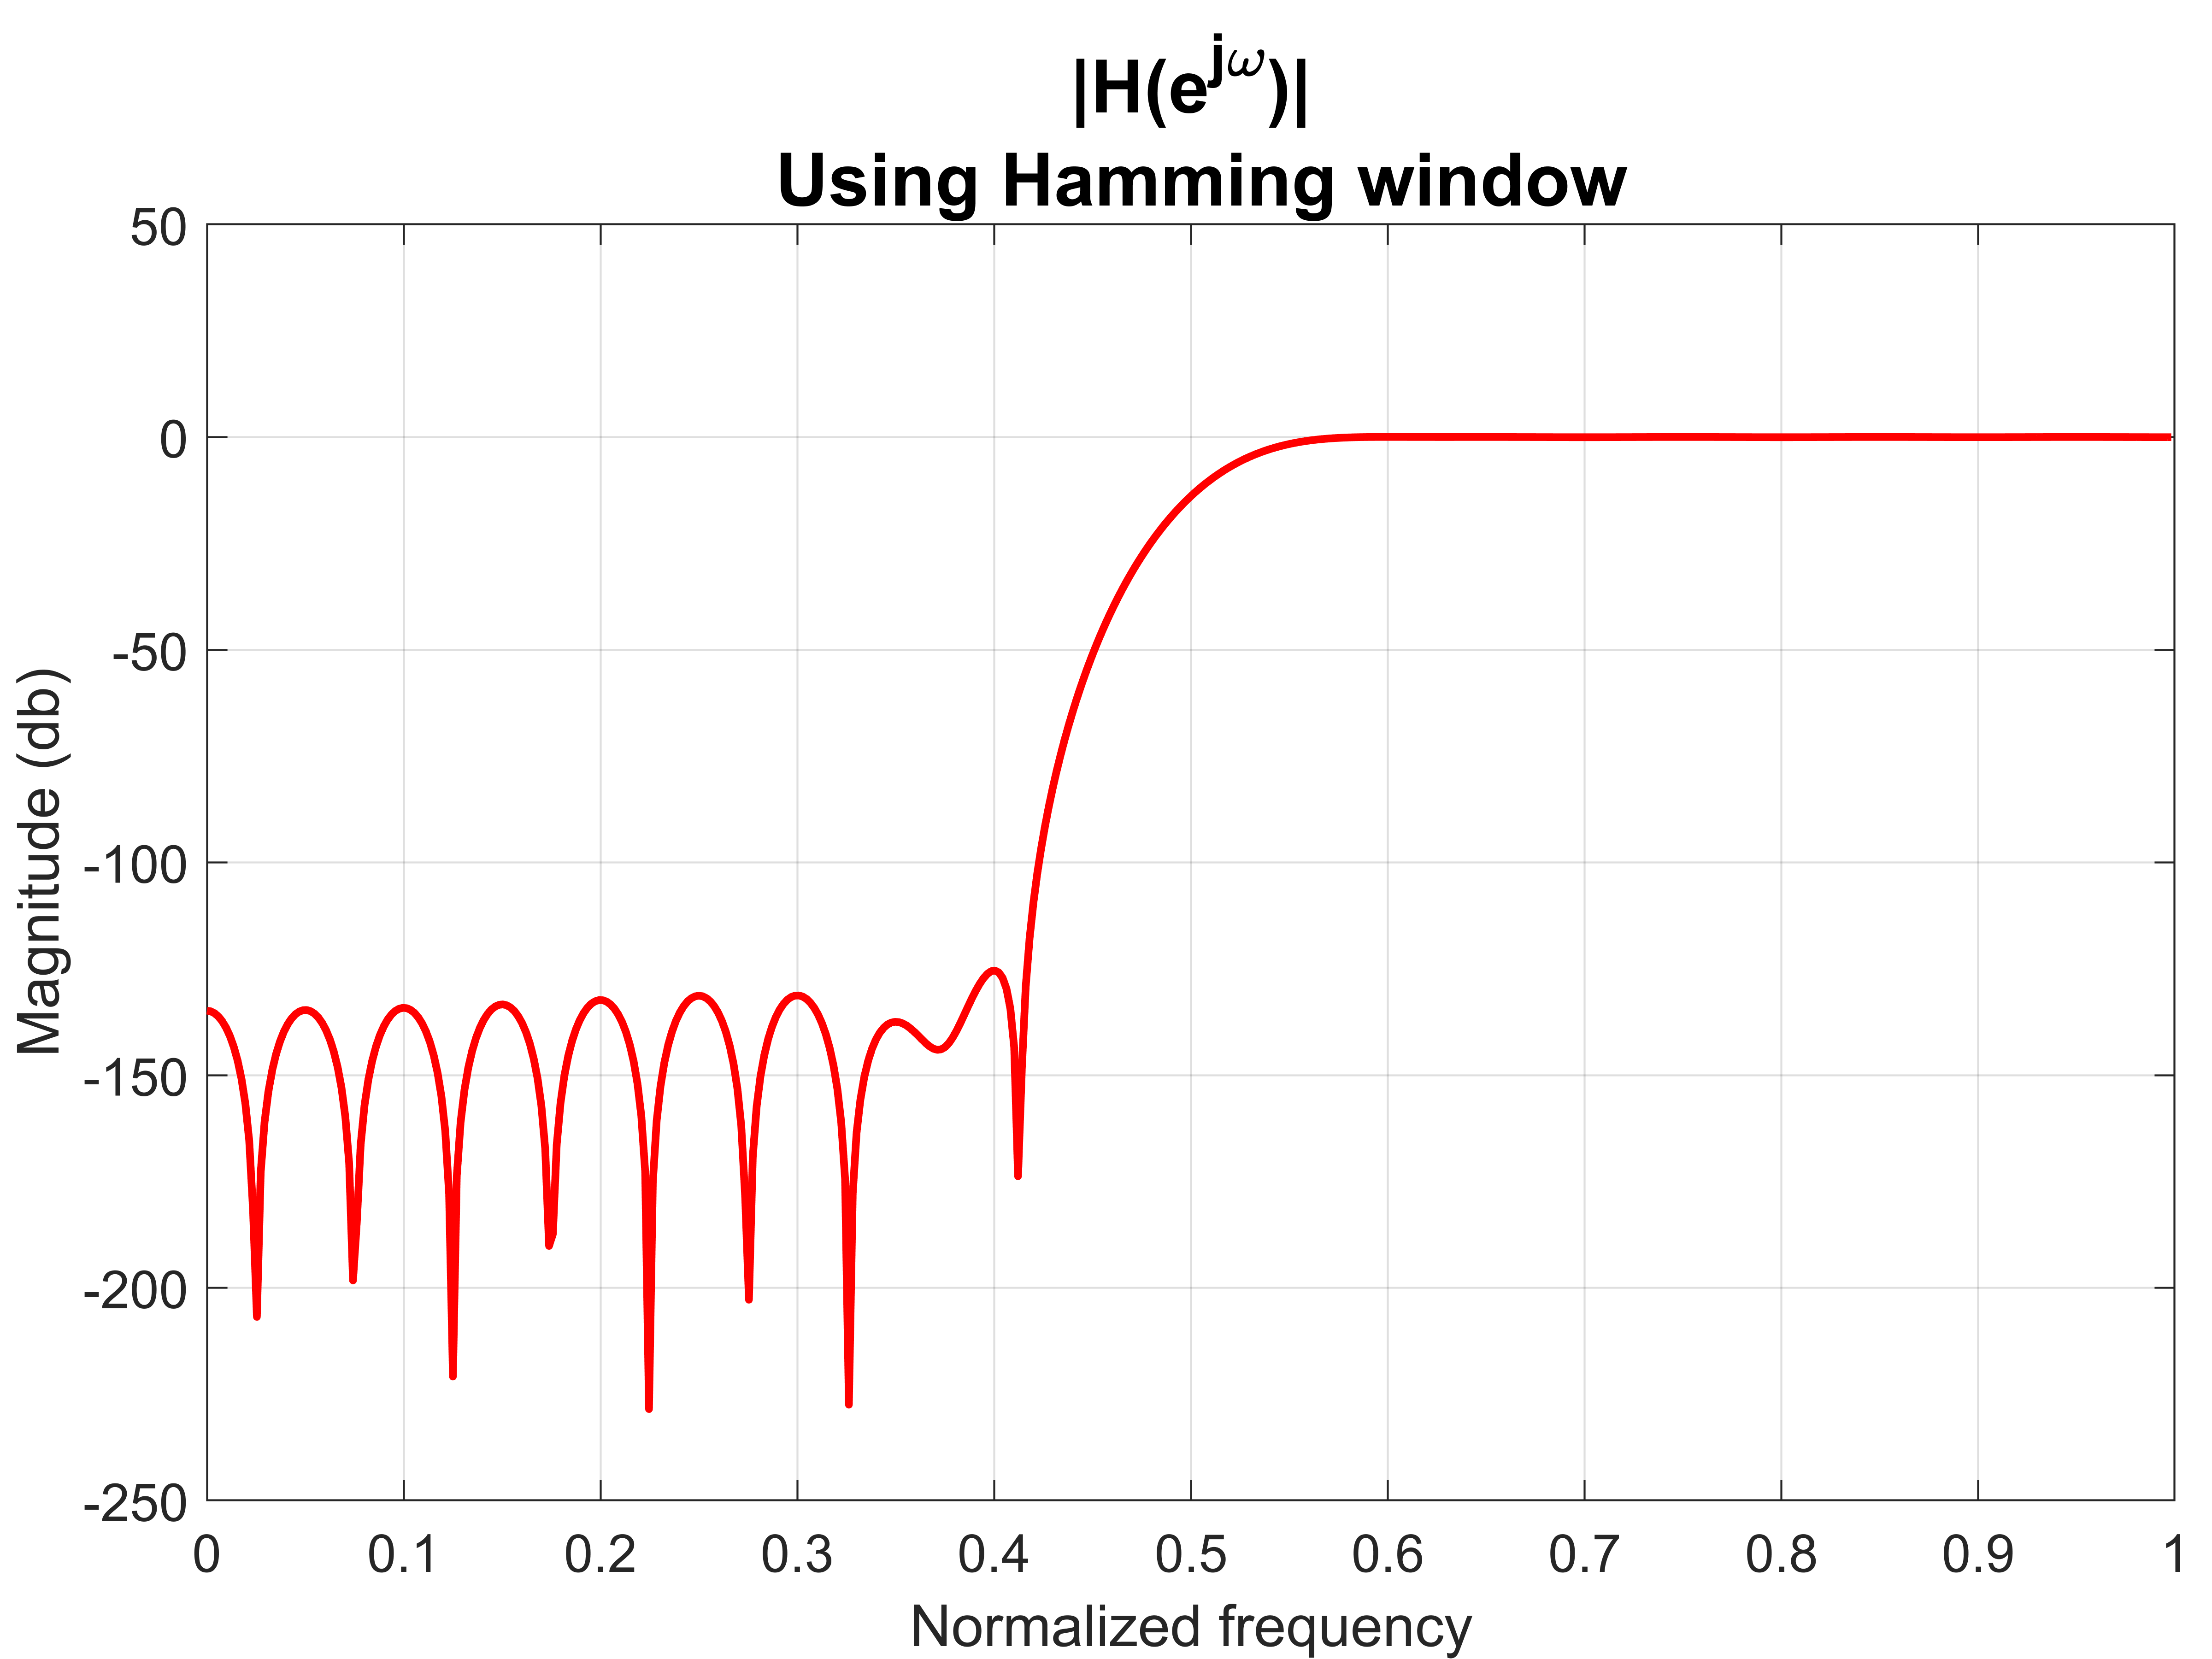 |H(e^jω)|
Using Hamming window
50
0
-50
-100
-150
-200
-250
Magnitude (db)
0 0.1 0.2 0.3 0.4 0.5 0.6 0.7 0.8 0.9 1
Normalized frequency